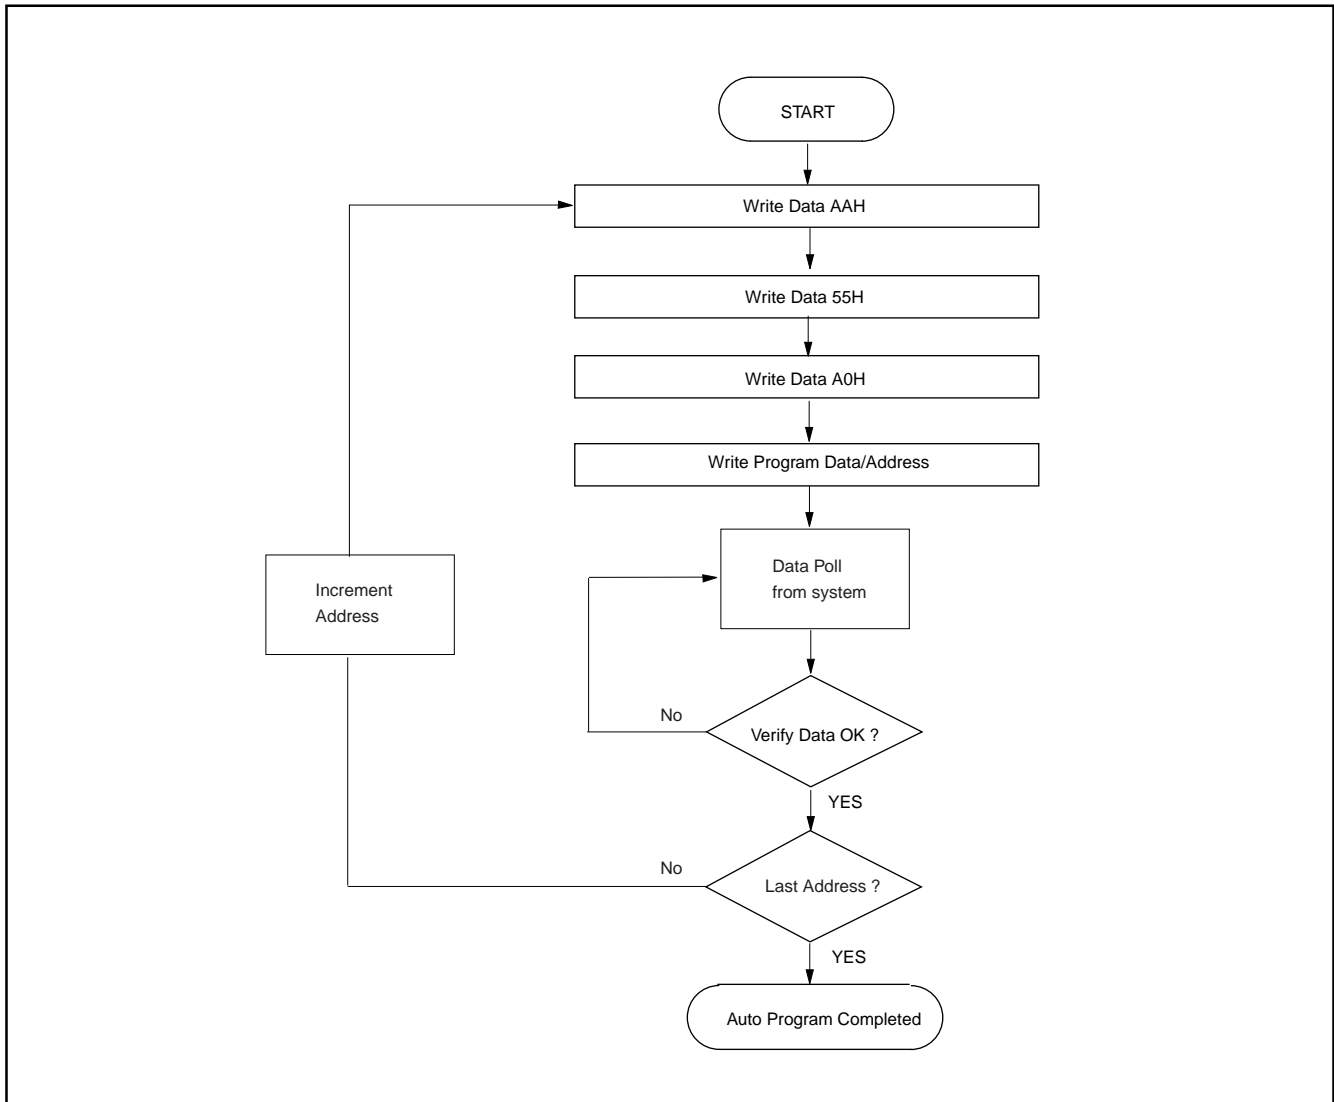 START
Write Data AAH
Write Data 55H
Write Data A0H
Write Program Data/Address
Data Poll
from system
Increment
Address
No
Verify Data OK ?
YES
No
Last Address ?
YES
Auto Program Completed